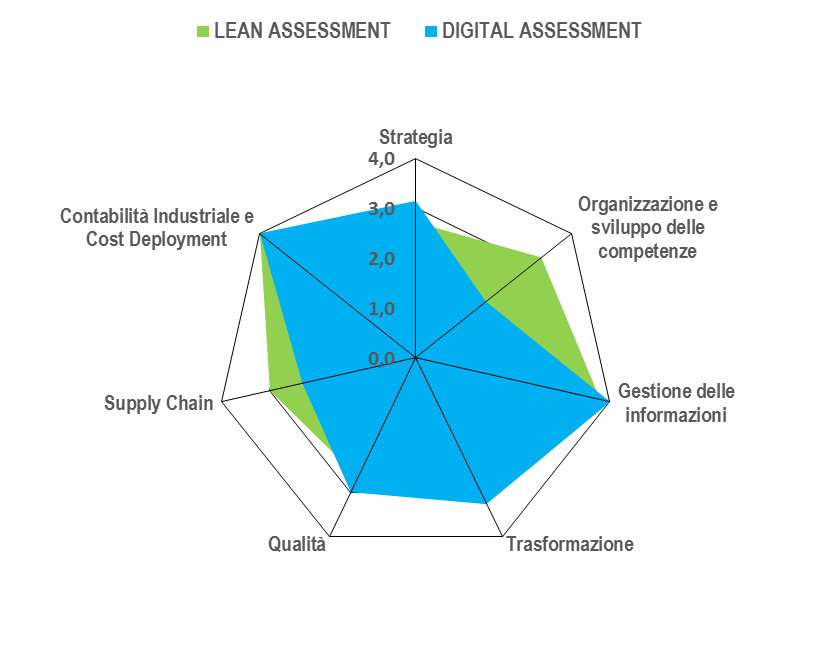 LEAN ASSESSMENT
DIGITAL ASSESSMENT
Strategia
4,0
3,0
2,0
1,0
0,0
Organizzazione e
sviluppo delle
competenze
Gestione delle
informazioni
Trasformazione
Qualità
Supply Chain
Contabilità Industriale e
Cost Deployment